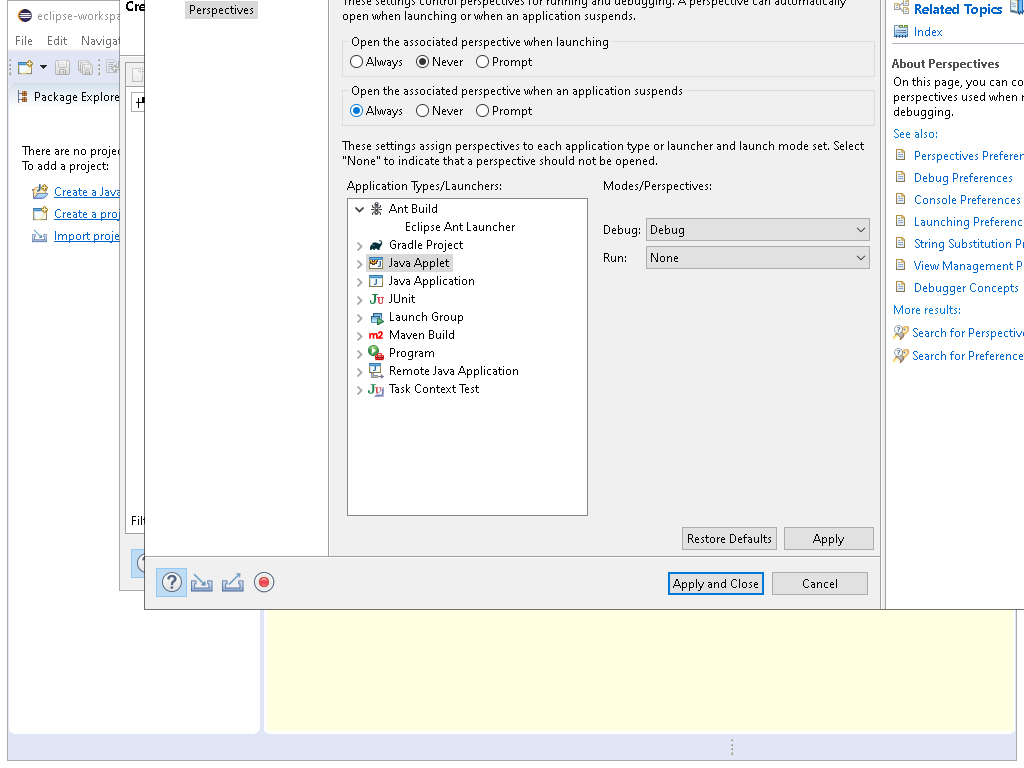 eclipse-workspa
File Edit Navigat
Package Explore
There are no proje
To add a project:
Create a Java
Create a proj
Import proje
Cre
Filt
Perspectives
These settings control perspectives for running and debugging. A perspective can automatically
open when launching or when an application suspends.
Open the associated perspective when launching
Always Never Prompt
Open the associated perspective when an application suspends
Always Never Prompt
These settings assign perspectives to each application type or launcher and launch mode set. Select
"None" to indicate that a perspective should not be opened.
Application Types/Launchers:
Ant Build
Eclipse Ant Launcher
Gradle Project
Java Applet
Java Application
JUnit
Launch Group
m2 Maven Build
Program
Remote Java Application
Task Context Test
Modes/Perspectives:
Debug: Debug
Run: None
Restore Defaults Apply
Apply and Close Cancel
Related Topics
Index
About Perspectives
On this page, you can co
perspectives used when r
debugging.
See also:
Perspectives Preferen
Debug Preferences
Console Preferences
Launching Preferenc
String Substitution Pr
View Management P
Debugger Concepts
More results:
Search for Perspective
Search for Preference